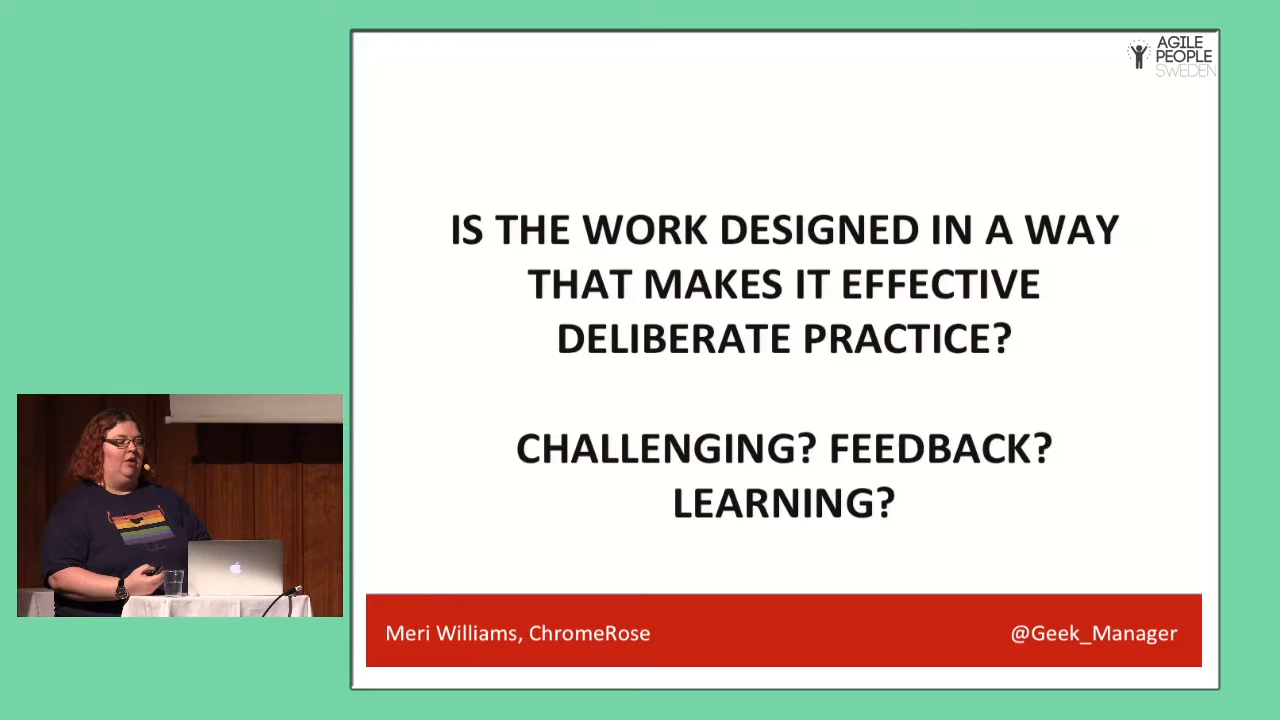 AGILE
PEOPLE
SWEDEN
IS THE WORK DESIGNED IN A WAY
THAT MAKES IT EFFECTIVE
DELIBERATE PRACTICE?
CHALLENGING? FEEDBACK?
LEARNING?
Meri Williams, ChromeRose
@Geek_Manager